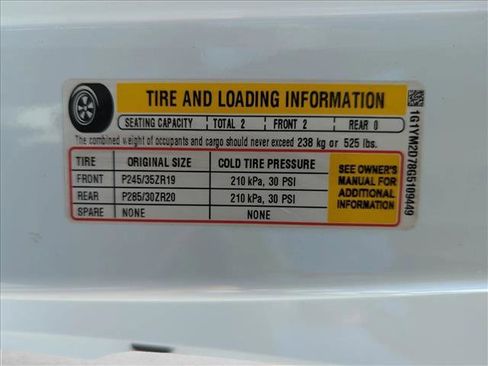 TIRE AND LOADING INFORMATION
SEATING CAPACITY TOTAL 2 FRONT 2 REAR 0
The combined weight of occupants and cargo should never exceed 238 kg or 525 lbs.
TIRE ORIGINAL SIZE COLD TIRE PRESSURE
FRONT P245/35ZR19 210 kPa, 30 PSI
REAR P285/30ZR20 210 kPa, 30 PSI
SPARE NONE NONE
SEE OWNER'S
MANUAL FOR
ADDITIONAL
INFORMATION
1G1YM2D78G5109449